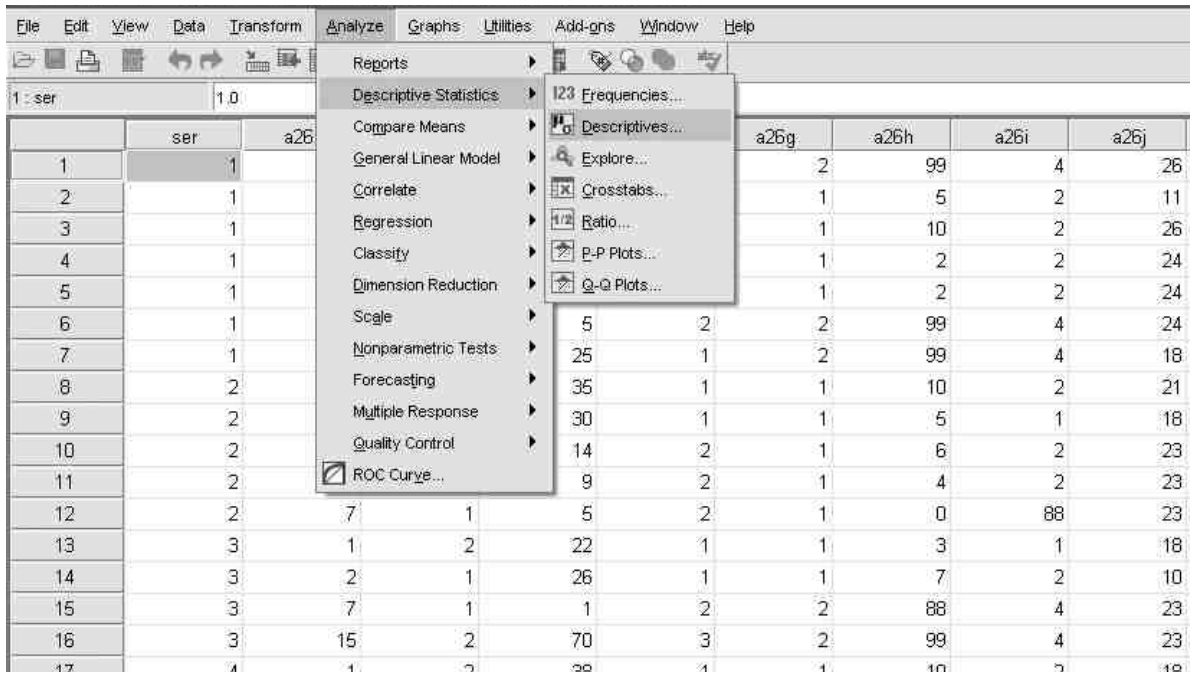 File Edit View Data Transform Analyze Graphs Utilities Add-ons Window Help
1 : ser 1.0
Reports
Descriptive Statistics
Compare Means
General Linear Model
Correlate
Regression
Classify
Dimension Reduction
Scale
Nonparametric Tests
Forecasting
Multiple Response
Quality Control
ROC Curve...
123 Frequencies...
Descriptives...
Explore...
Crosstabs...
1/2 Ratio...
P-P Plots...
Q-Q Plots...
ser a26 a26g a26h a26i a26j
1 1 2 99 4 26
2 1 1 5 2 11
3 1 1 10 2 26
4 1 1 2 2 24
5 1 1 2 2 24
6 1 5 2 2 99 4 24
7 1 25 1 2 99 4 18
8 2 35 1 1 10 2 21
9 2 30 1 1 5 1 18
10 2 14 2 1 6 2 23
11 2 9 2 1 4 2 23
12 2 7 1 5 2 1 0 88 23
13 3 1 2 22 1 1 3 1 18
14 3 2 1 26 1 1 7 2 10
15 3 7 1 1 2 2 88 4 23
16 3 15 2 70 3 2 99 4 23